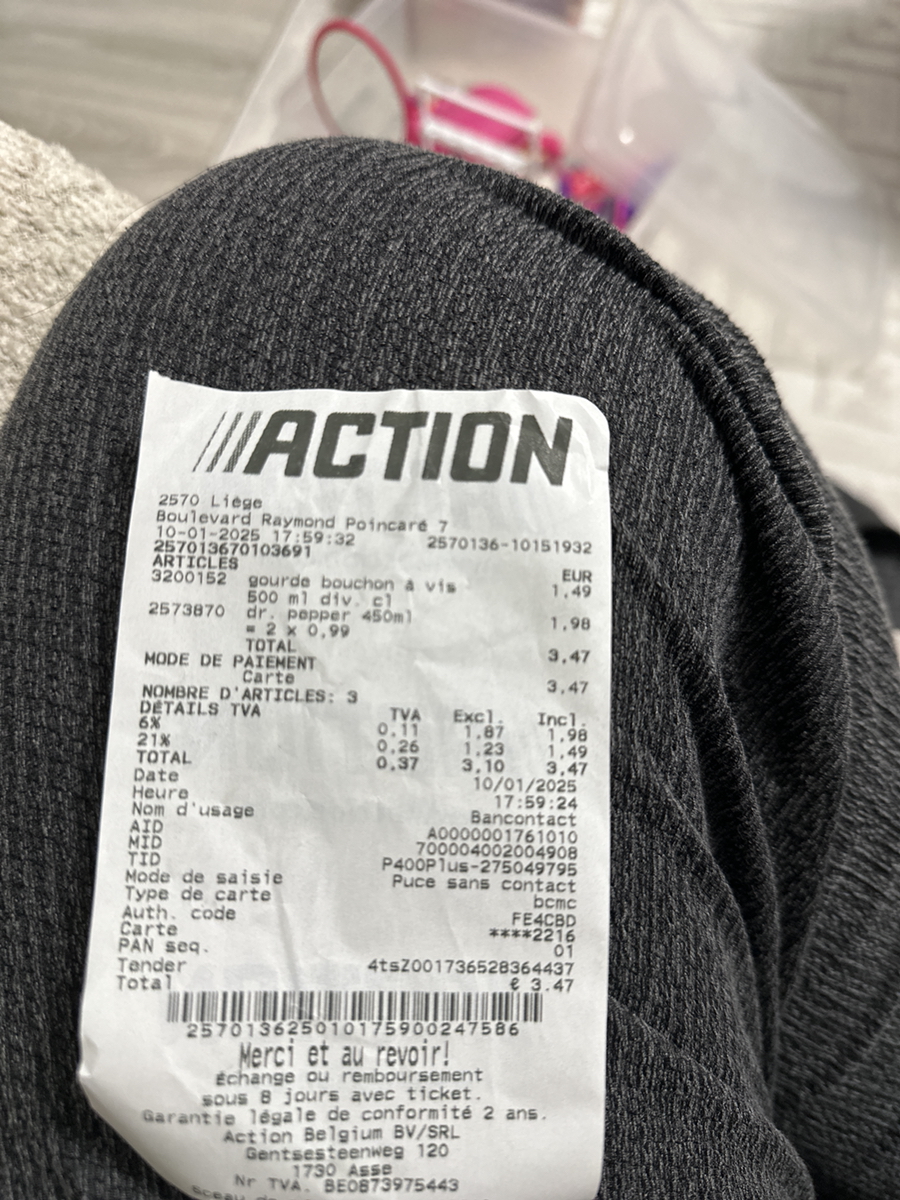 ACTION
2570 Liège
Boulevard Raymond Poincaré 7
10-01-2025 17:59:32 2570136-10151932
257013670103691
ARTICLES EUR
3200152 gourde bouchon à vis 1.49
500 ml div. cl
2573870 dr. pepper 450ml 1.98
= 2 x 0,99
TOTAL 3.47
MODE DE PAIEMENT
Carte 3.47
NOMBRE D'ARTICLES: 3
DÉTAILS TVA TVA Excl. Incl.
6% 0.11 1.87 1.98
21% 0.26 1.23 1.49
TOTAL 0.37 3.10 3.47
Date 10/01/2025
Heure 17:59:24
Nom d'usage Bancontact
AID A0000001761010
MID 700004002004908
TID P400Plus-275049795
Mode de saisie Puce sans contact
Type de carte bcmc
Auth. code FE4CBD
Carte ****2216
PAN seq. 01
Tender 4tsZ001736528364437
Total € 3.47
25701362501017590024758​6
Merci et au revoir!
Échange ou remboursement
sous 8 jours avec ticket.
Garantie légale de conformité 2 ans.
Action Belgium BV/SRL
Gentsesteenweg 120
1730 Asse
Nr TVA. BE0873975443